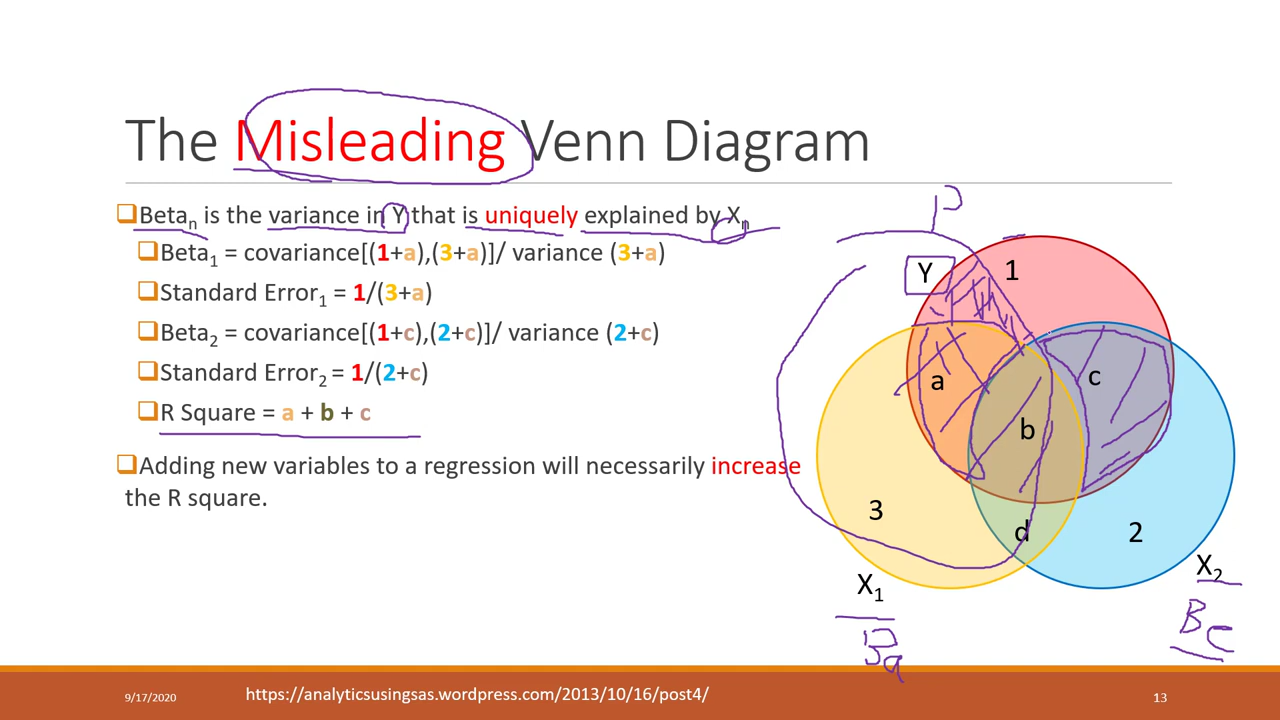 The Misleading Venn Diagram
Betan is the variance in Y that is uniquely explained by Xn
Beta1 = covariance[(1+a),(3+a)]/ variance (3+a)
Standard Error1 = 1/(3+a)
Beta2 = covariance[(1+c),(2+c)]/ variance (2+c)
Standard Error2 = 1/(2+c)
R Square = a + b + c
Adding new variables to a regression will necessarily increase
the R square.
Y
1
a
c
b
3
d
2
X1
X2
Bc
9/17/2020
https://analyticsusingsas.wordpress.com/2013/10/16/post4/
13